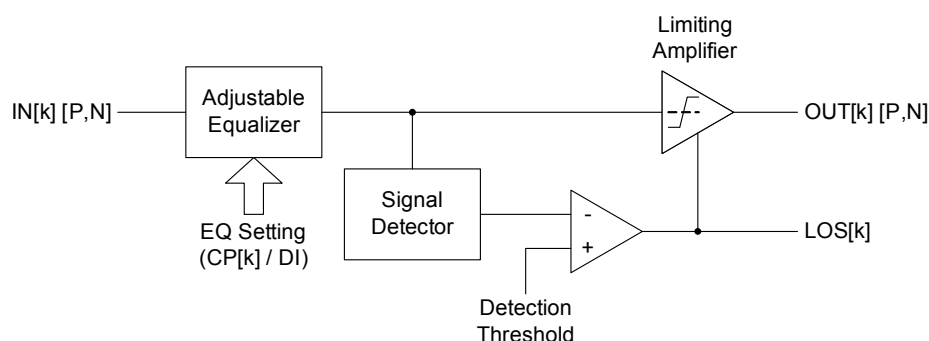 Limiting
Amplifier
IN[k] [P,N]
Adjustable
Equalizer
OUT[k] [P,N]
Signal
Detector
-
+
LOS[k]
EQ Setting
(CP[k] / DI)
Detection
Threshold